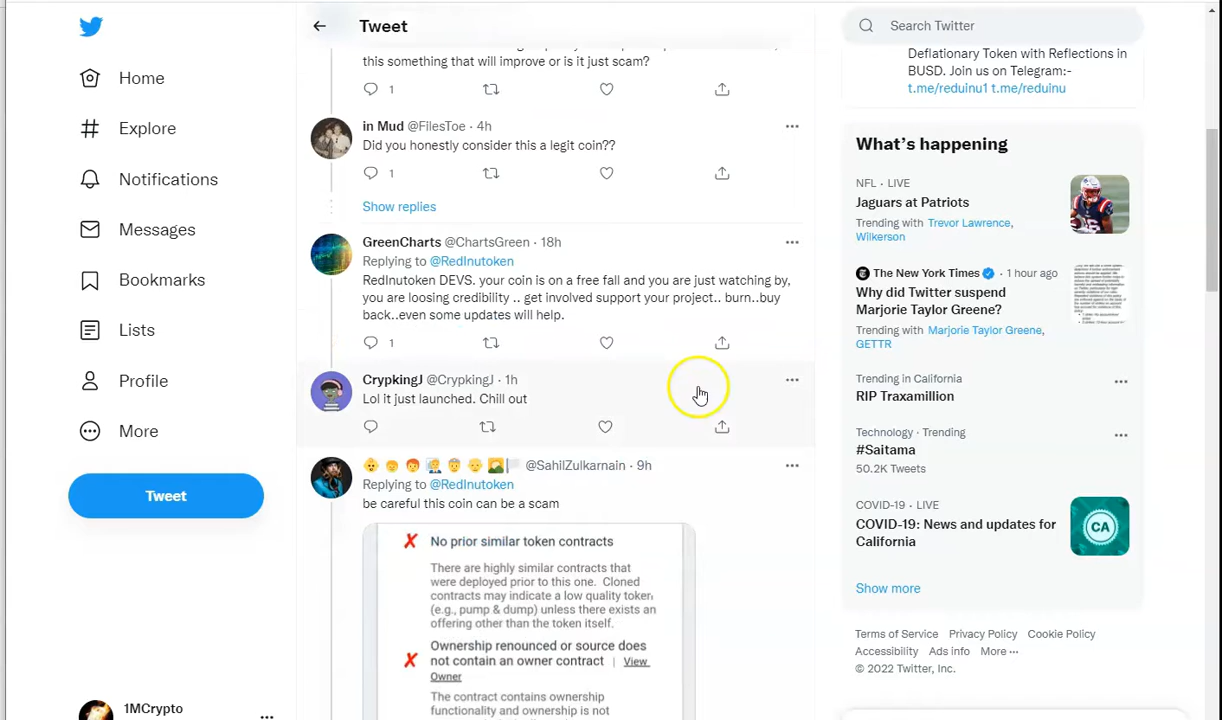 Home
Explore
Notifications
Messages
Bookmarks
Lists
Profile
More
Tweet
1MCrypto
Tweet
this something that will improve or is it just scam?
1
in Mud @FilesToe · 4h
Did you honestly consider this a legit coin??
1
Show replies
GreenCharts @ChartsGreen · 18h
Replying to @RedInutoken
RedInutoken DEVS. your coin is on a free fall and you are just watching by,
you are loosing credibility .. get involved support your project.. burn..buy
back..even some updates will help.
1
CrypkingJ @CrypkingJ · 1h
Lol it just launched. Chill out
@SahilZulkarnain · 9h
Replying to @RedInutoken
be careful this coin can be a scam
No prior similar token contracts
There are highly similar contracts that
were deployed prior to this one. Cloned
contracts may indicate a low quality token
(e.g., pump & dump) unless there exists an
offering other than the token itself.
Ownership renounced or source does
not contain an owner contract | View
Owner
The contract contains ownership
functionality and ownership is not
Search Twitter
Deflationary Token with Reflections in
BUSD. Join us on Telegram:-
t.me/reduinu1 t.me/reduinu
What's happening
NFL · LIVE
Jaguars at Patriots
Trending with Trevor Lawrence,
Wilkerson
The New York Times · 1 hour ago
Why did Twitter suspend
Marjorie Taylor Greene?
Trending with Marjorie Taylor Greene,
GETTR
Trending in California
RIP Traxamillion
Technology · Trending
#Saitama
50.2K Tweets
COVID-19 · LIVE
COVID-19: News and updates for
California
CA
Show more
Terms of Service Privacy Policy Cookie Policy
Accessibility Ads info More ···
© 2022 Twitter, Inc.